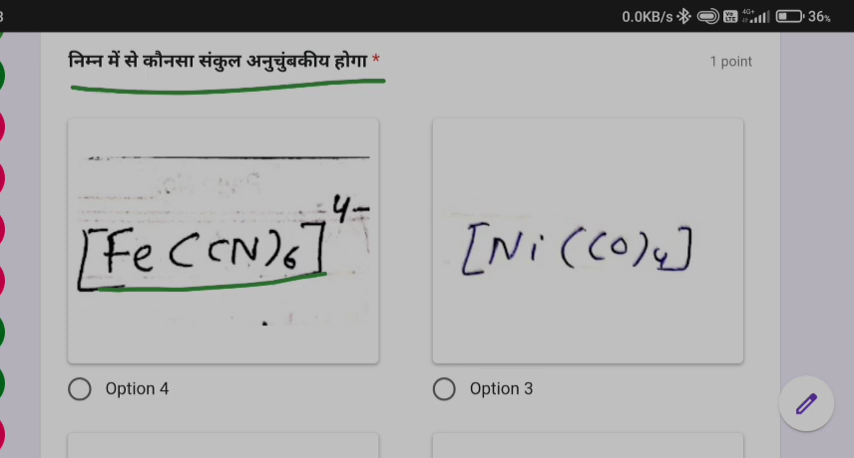 0.0KB/s 4G+ 36%
निम्न में से कौनसा संकुल अनुचुंबकीय होगा *
1 point
[Fe(CN)6]4-
[Ni(CO)4]
Option 4
Option 3